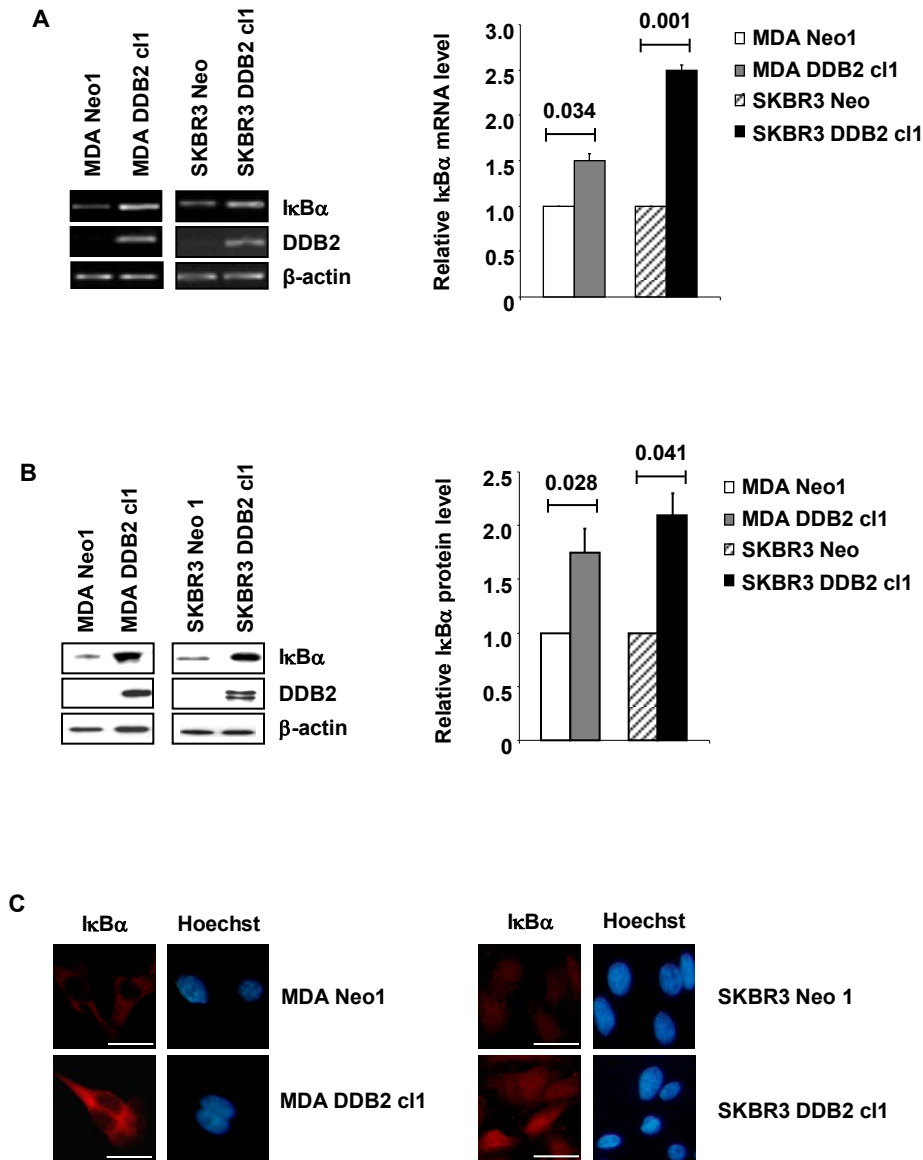 A
MDA Neo1
MDA DDB2 cl1
SKBR3 Neo
SKBR3 DDB2 cl1
IκBα
DDB2
β-actin
Relative IκBα mRNA level
3.0
2.5
2.0
1.5
1.0
0.5
0
0.034
0.001
MDA Neo1
MDA DDB2 cl1
SKBR3 Neo
SKBR3 DDB2 cl1
B
MDA Neo1
MDA DDB2 cl1
SKBR3 Neo 1
SKBR3 DDB2 cl1
IκBα
DDB2
β-actin
Relative IκBα protein level
2.5
2.0
1.5
1.0
0.5
0
0.028
0.041
MDA Neo1
MDA DDB2 cl1
SKBR3 Neo
SKBR3 DDB2 cl1
C
IκBα
Hoechst
MDA Neo1
MDA DDB2 cl1
IκBα
Hoechst
SKBR3 Neo 1
SKBR3 DDB2 cl1